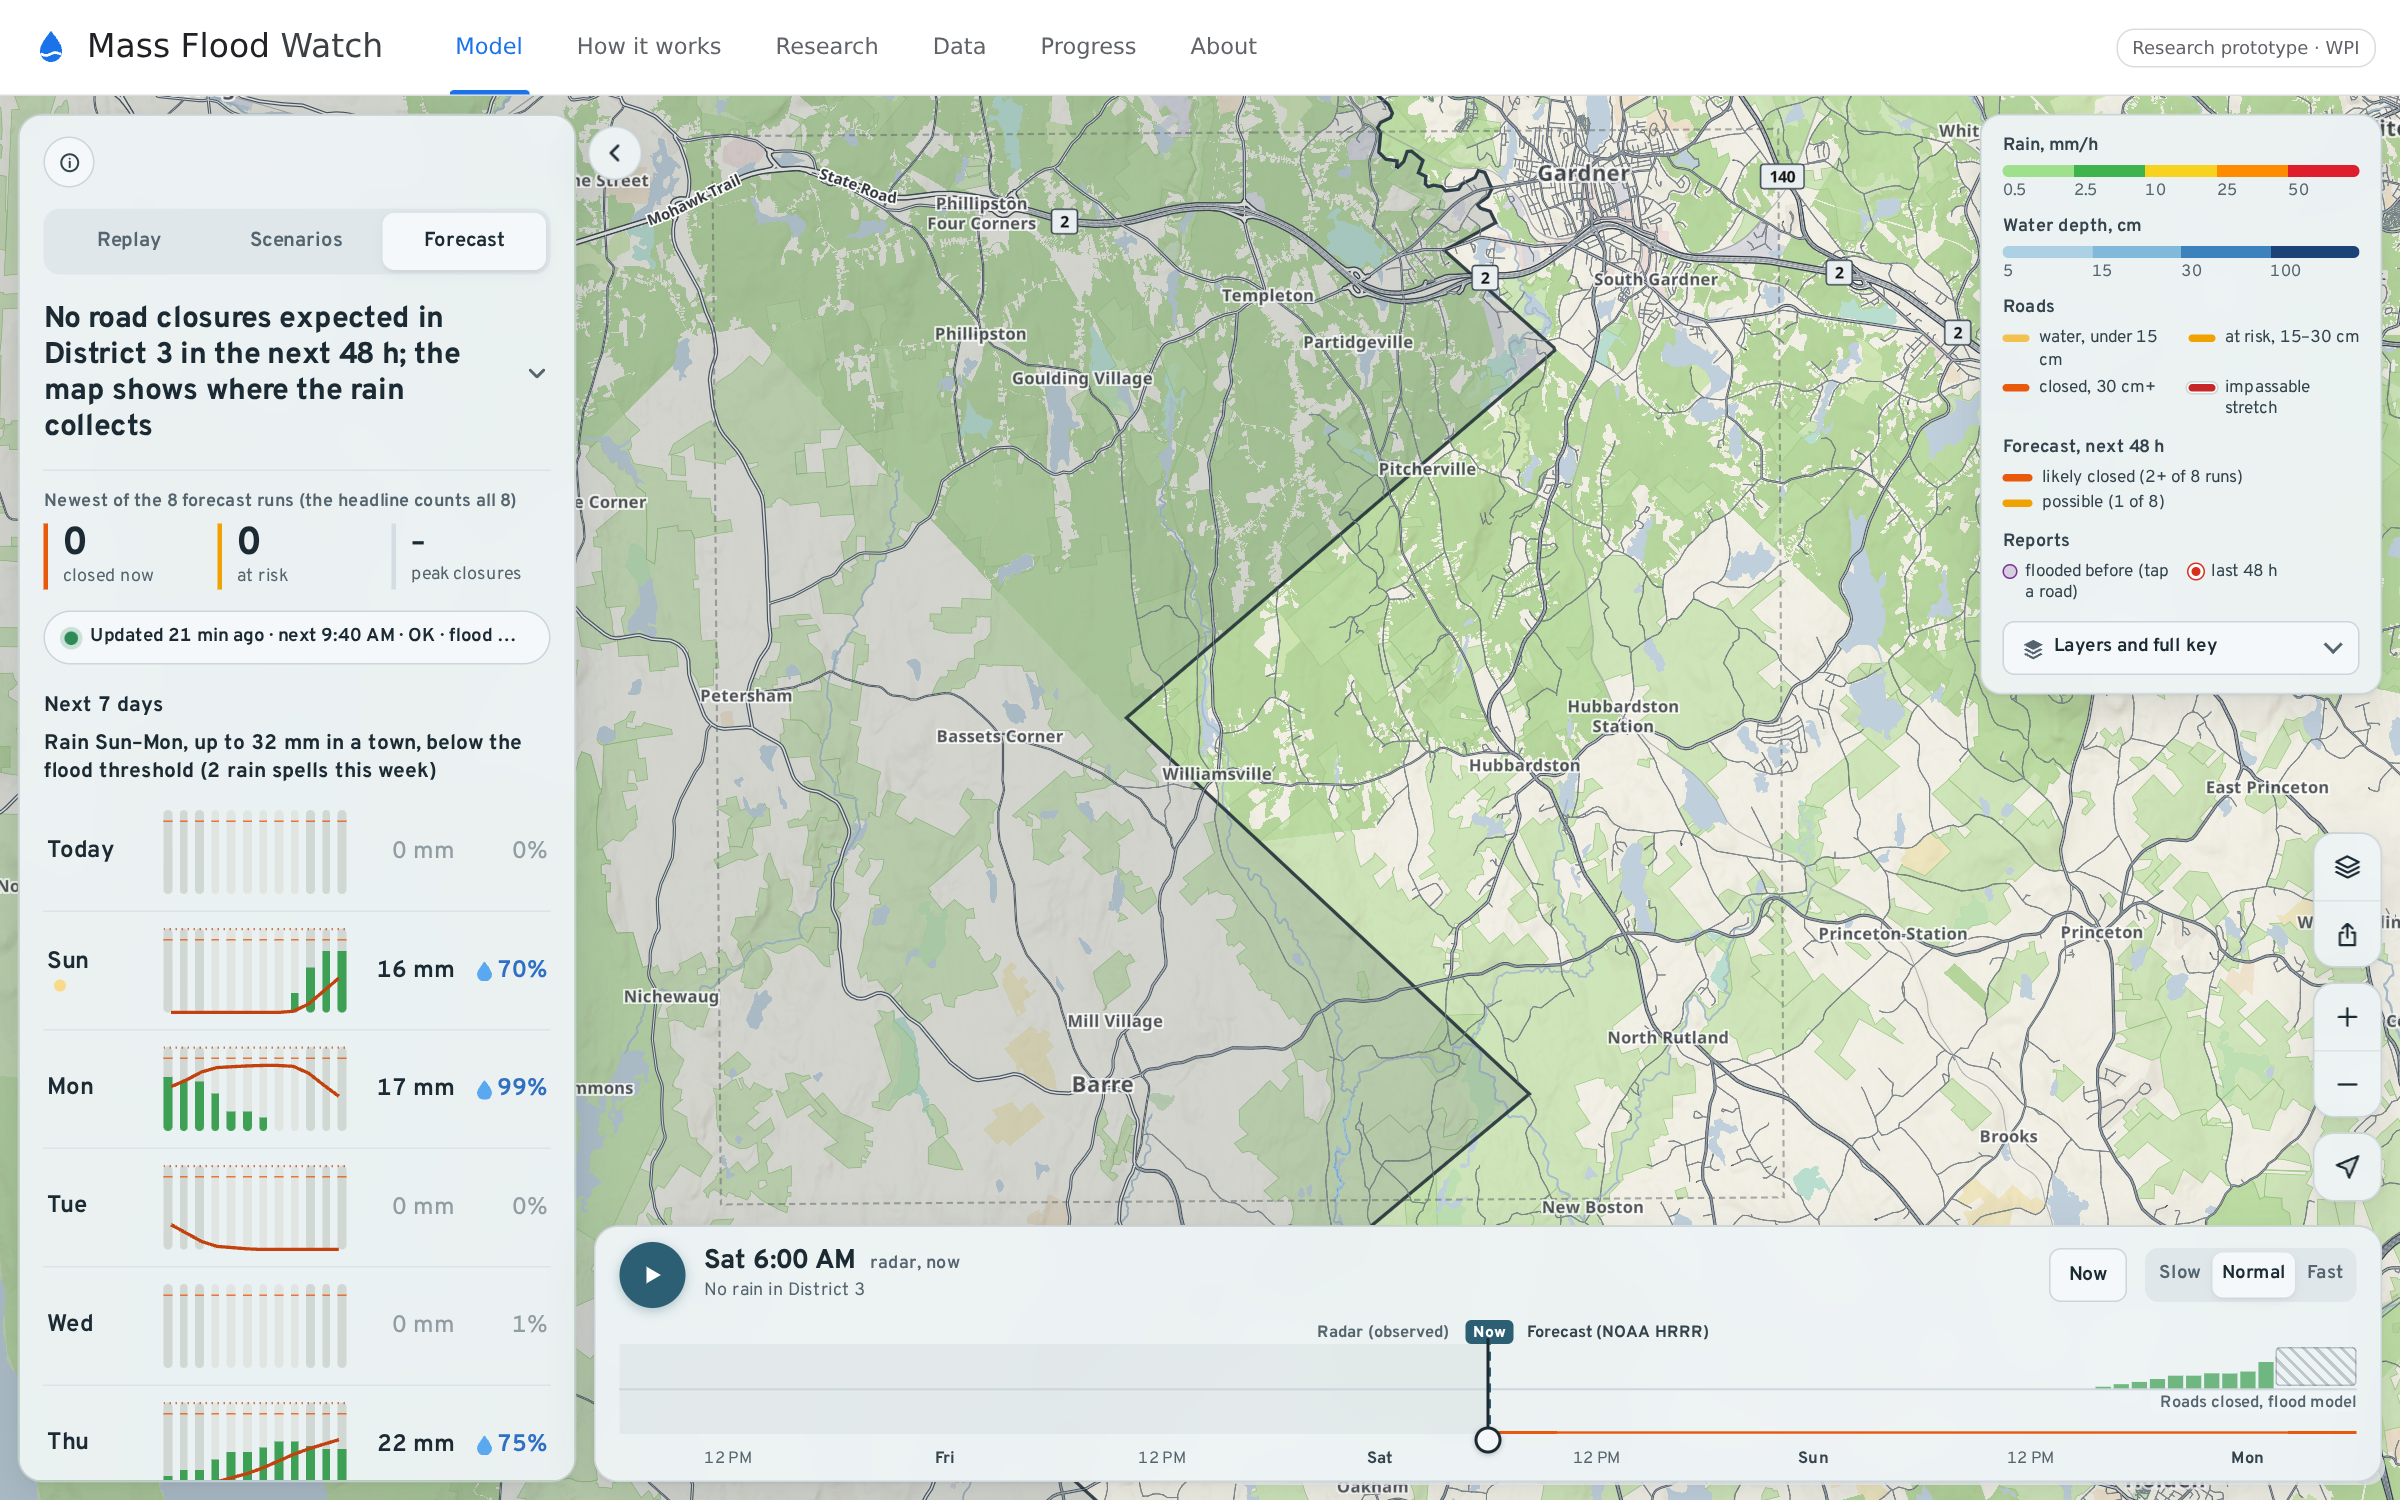 Mass Flood Watch
Model
How it works
Research
Data
Progress
About
Research prototype · WPI
Replay
Scenarios
Forecast
No road closures expected in
District 3 in the next 48 h; the
map shows where the rain
collects
Newest of the 8 forecast runs (the headline counts all 8)
0
closed now
0
at risk
-
peak closures
Updated 21 min ago · next 9:40 AM · OK · flood ...
Next 7 days
Rain Sun–Mon, up to 32 mm in a town, below the
flood threshold (2 rain spells this week)
Today
0 mm
0%
Sun
16 mm
70%
Mon
17 mm
99%
Tue
0 mm
0%
Wed
0 mm
1%
Thu
22 mm
75%
Mohawk Trail
State Road
Phillipston
Four Corners
2
Gardner
140
2
2
2
South Gardner
Templeton
Phillipston
Partidgeville
Goulding Village
Pitcherville
e Corner
Petersham
Bassets Corner
Williamsville
Hubbardston
Station
Hubbardston
East Princeton
Princeton Station
Princeton
Nichewaug
Mill Village
North Rutland
mmons
Barre
Brooks
New Boston
Oakham
Rain, mm/h
0.5
2.5
10
25
50
Water depth, cm
5
15
30
100
Roads
water, under 15
cm
at risk, 15–30 cm
closed, 30 cm+
impassable
stretch
Forecast, next 48 h
likely closed (2+ of 8 runs)
possible (1 of 8)
Reports
flooded before (tap
a road)
last 48 h
Layers and full key
Sat 6:00 AM
radar, now
No rain in District 3
Now
Slow
Normal
Fast
Radar (observed)
Now
Forecast (NOAA HRRR)
Roads closed, flood model
12 PM
Fri
12 PM
Sat
12 PM
Sun
12 PM
Mon